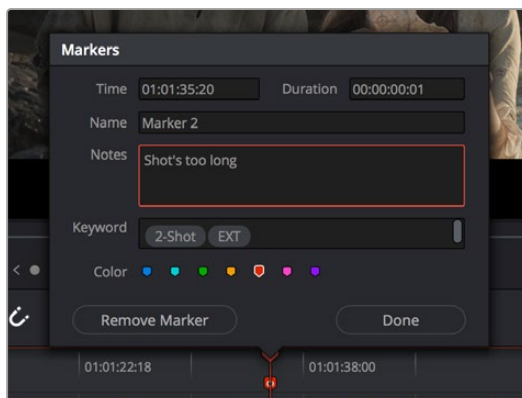 Markers
Time 01:01:35:20 Duration 00:00:00:01
Name Marker 2
Notes Shot's too long
Keyword 2-Shot EXT
Color
Remove Marker Done
01:01:22:18 01:01:38:00